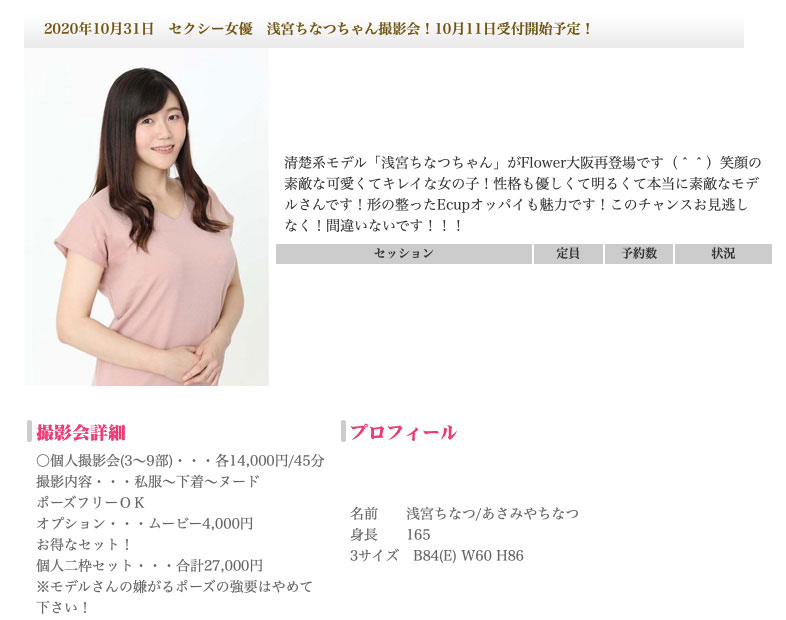 2020年10月31日　セクシー女優　浅宮ちなつちゃん撮影会！10月11日受付開始予定！
清楚系モデル「浅宮ちなつちゃん」がFlower大阪再登場です（＾＾）笑顔の
素敵な可愛くてキレイな女の子！性格も優しくて明るくて本当に素敵なモデ
ルさんです！形の整ったEcupオッパイも魅力です！このチャンスお見逃し
なく！間違いないです！！！
セッション　定員　予約数　状況
撮影会詳細
〇個人撮影会(3～9部)・・・各14,000円/45分
撮影内容・・・私服～下着～ヌード
ポーズフリーＯＫ
オプション・・・ムービー4,000円
お得なセット！
個人二枠セット・・・合計27,000円
※モデルさんの嫌がるポーズの強要はやめて
下さい！
プロフィール
名前　　浅宮ちなつ/あさみやちなつ
身長　　165
3サイズ　B84(E) W60 H86